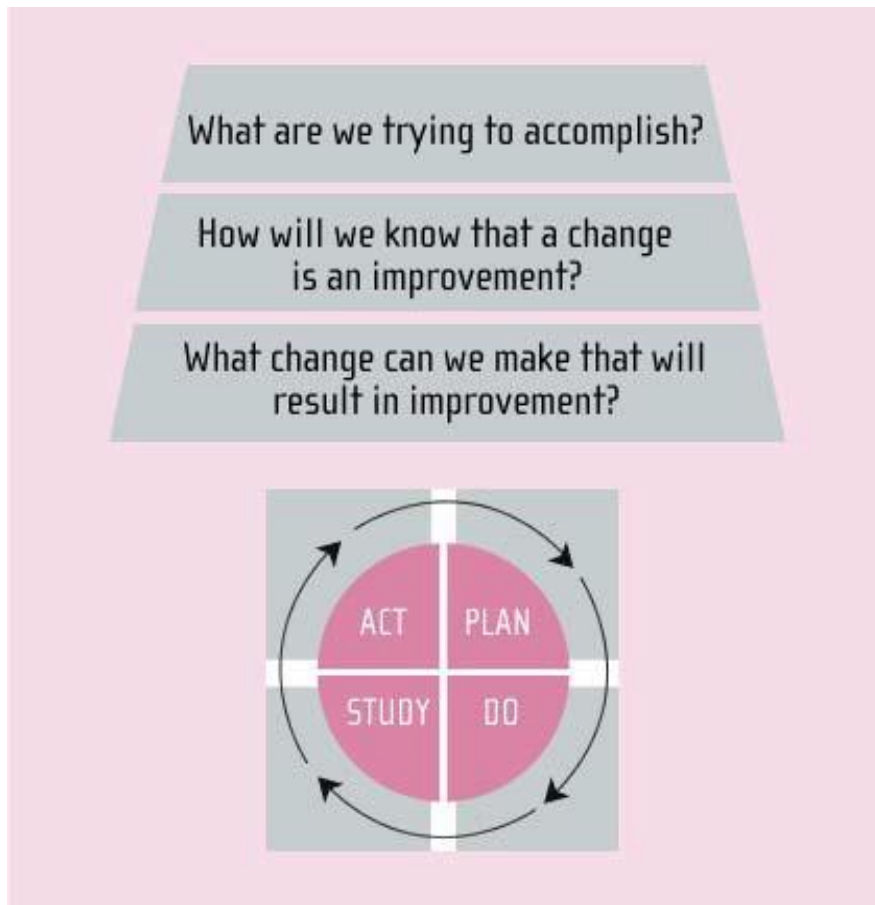 What are we trying to accomplish?
How will we know that a change
is an improvement?
What change can we make that will
result in improvement?
ACT PLAN
STUDY DO